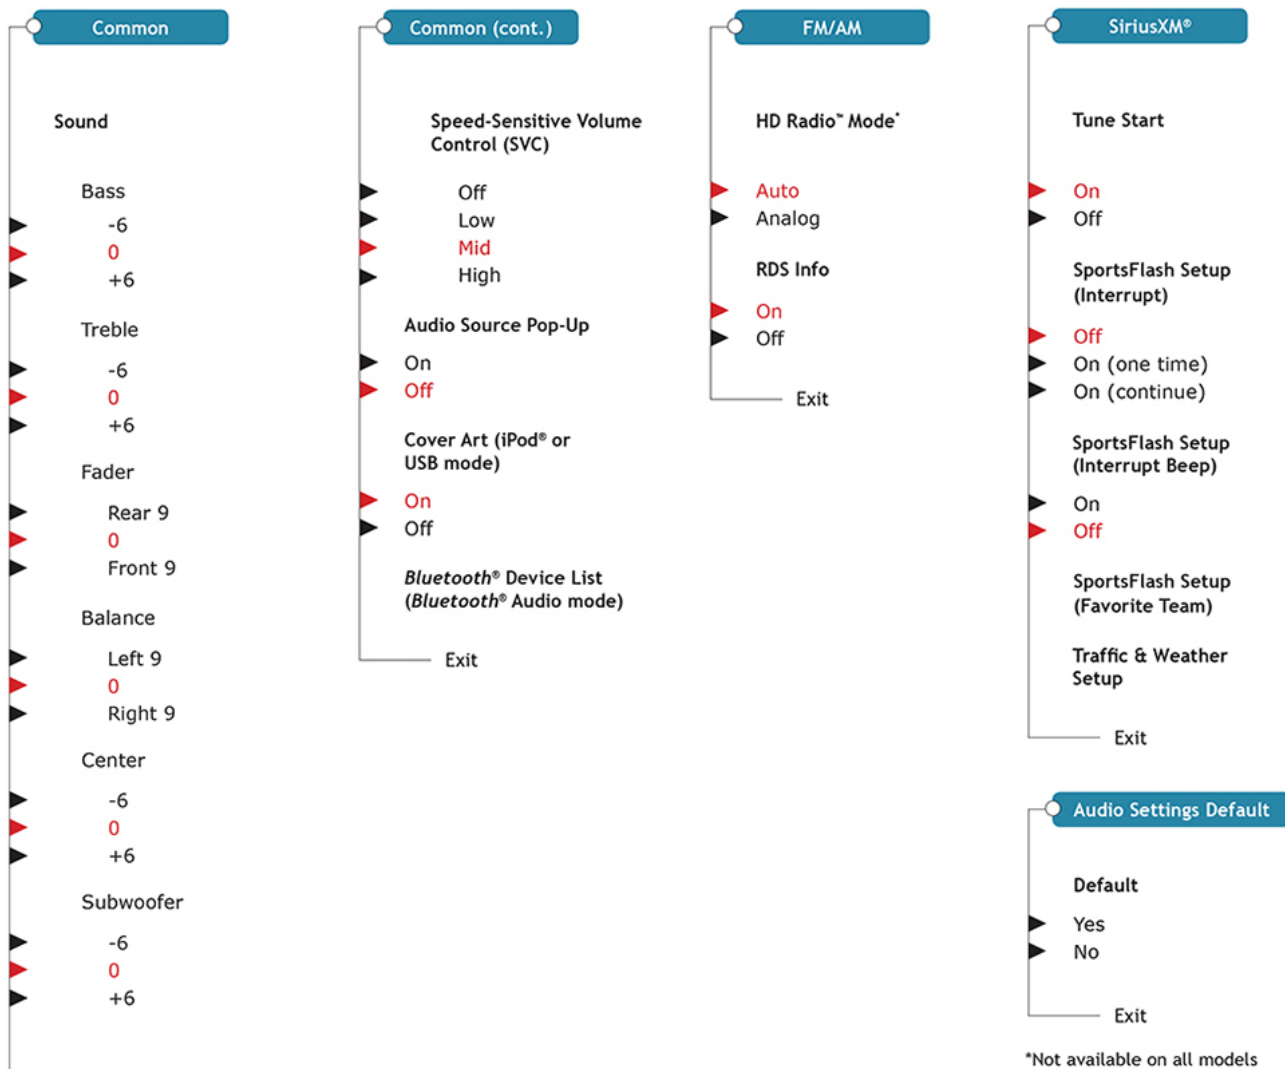 Common
Sound
Bass
-6
0
+6
Treble
-6
0
+6
Fader
Rear 9
0
Front 9
Balance
Left 9
0
Right 9
Center
-6
0
+6
Subwoofer
-6
0
+6
Common (cont.)
Speed-Sensitive Volume
Control (SVC)
Off
Low
Mid
High
Audio Source Pop-Up
On
Off
Cover Art (iPod® or
USB mode)
On
Off
Bluetooth® Device List
(Bluetooth® Audio mode)
Exit
FM/AM
HD Radio™ Mode*
Auto
Analog
RDS Info
On
Off
Exit
SiriusXM®
Tune Start
On
Off
SportsFlash Setup
(Interrupt)
Off
On (one time)
On (continue)
SportsFlash Setup
(Interrupt Beep)
On
Off
SportsFlash Setup
(Favorite Team)
Traffic & Weather
Setup
Exit
Audio Settings Default
Default
Yes
No
Exit
*Not available on all models